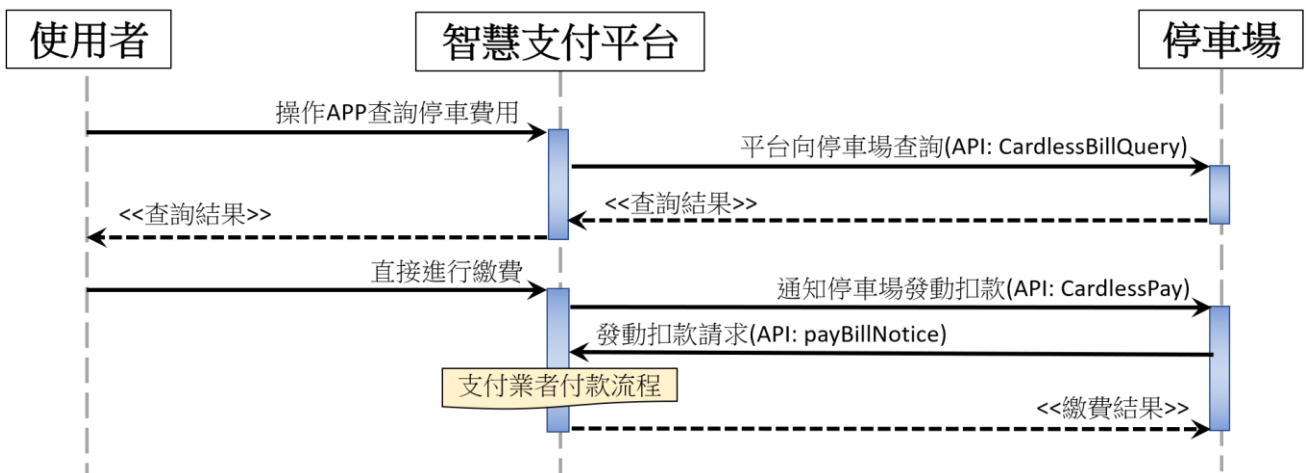 使用者
智慧支付平台
停車場
操作APP查詢停車費用
平台向停車場查詢(API: CardlessBillQuery)
<<查詢結果>>
<<查詢結果>>
直接進行繳費
通知停車場發動扣款(API: CardlessPay)
發動扣款請求(API: payBillNotice)
支付業者付款流程
<<繳費結果>>